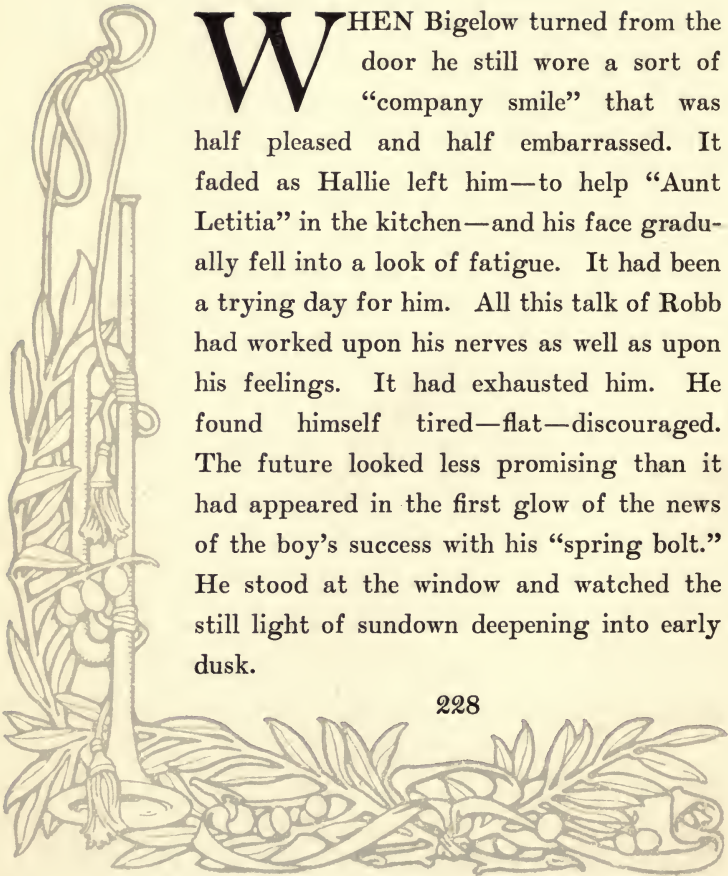 WHEN Bigelow turned from the
door he still wore a sort of
“company smile” that was
half pleased and half embarrassed. It
faded as Hallie left him—to help “Aunt
Letitia” in the kitchen—and his face gradu-
ally fell into a look of fatigue. It had been
a trying day for him. All this talk of Robb
had worked upon his nerves as well as upon
his feelings. It had exhausted him. He
found himself tired—flat—discouraged.
The future looked less promising than it
had appeared in the first glow of the news
of the boy’s success with his “spring bolt.”
He stood at the window and watched the
still light of sundown deepening into early
dusk.
228